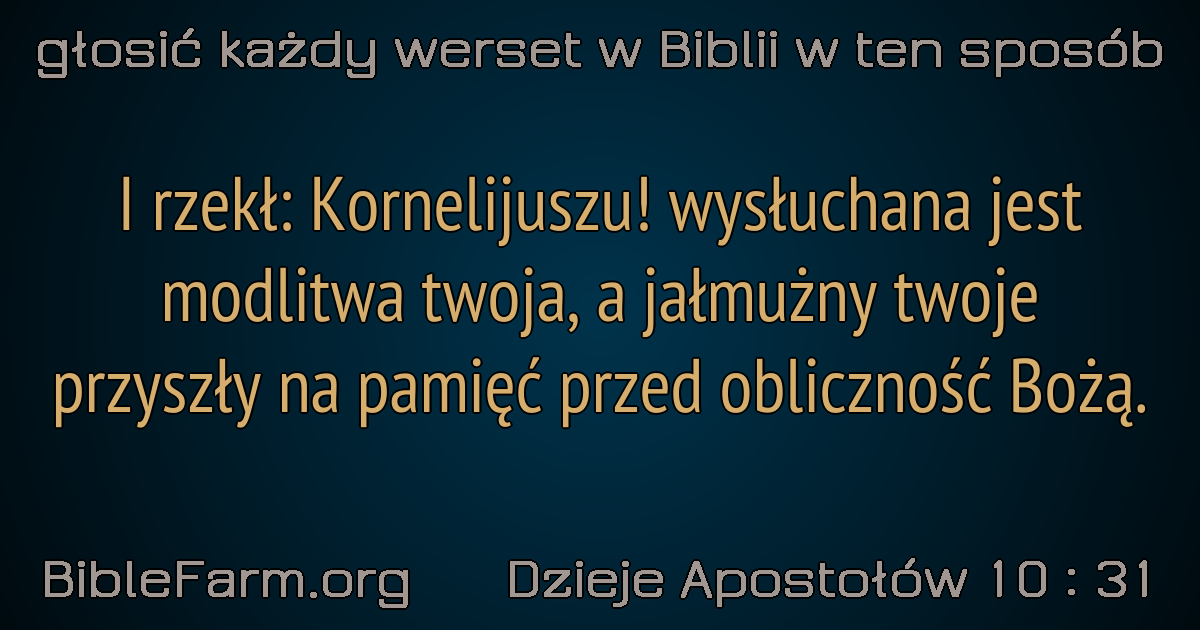 głosić każdy werset w Biblii w ten sposób
I rzekł: Kornelijuszu! wysłuchana jest
modlitwa twoja, a jałmużny twoje
przyszły na pamięć przed obliczność Bożą.
BibleFarm.org Dzieje Apostołów 10 : 31